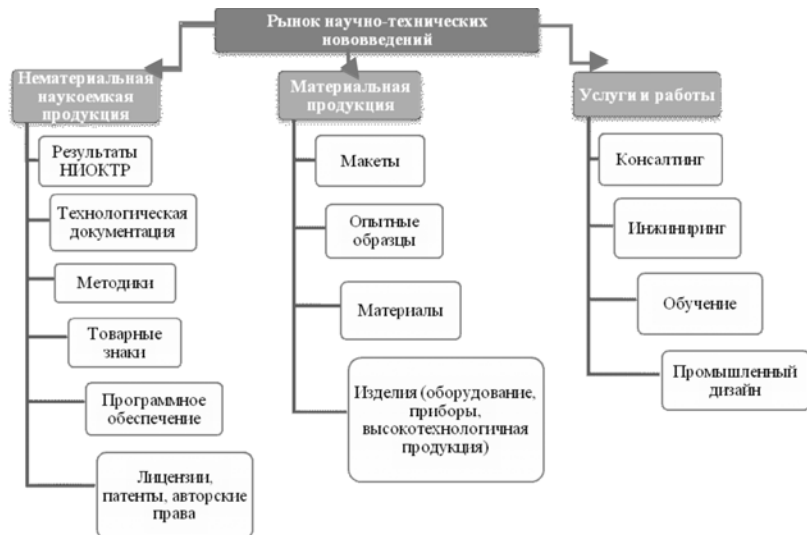 Рынок научно-технических
нововведений
Нематериальная
наукоемкая
продукция
Результаты
НИОКТР
Технологическая
документация
Методики
Товарные
знаки
Программное
обеспечение
Лицензии,
патенты, авторские
права
Материальная
продукция
Макеты
Опытные
образцы
Материалы
Изделия (оборудование,
приборы,
высокотехнологичная
продукция)
Услуги и работы
Консалтинг
Инжиниринг
Обучение
Промышленный
дизайн